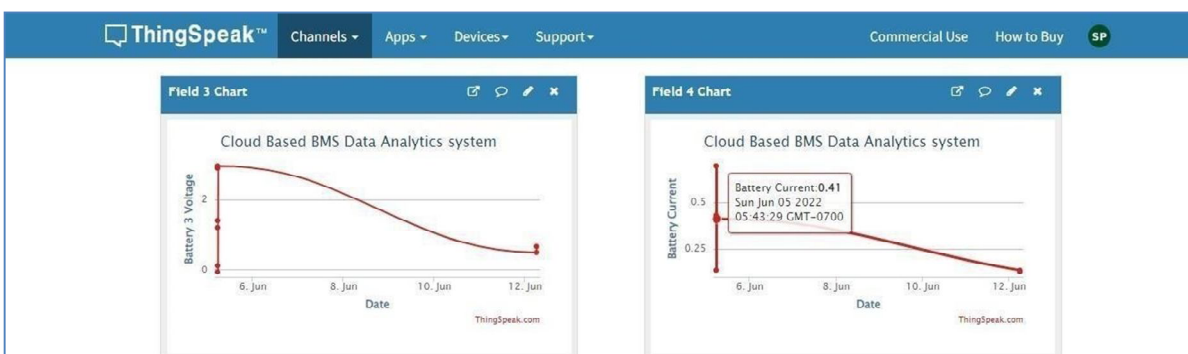 ThingSpeak™ Channels Apps Devices Support Commercial Use How to Buy SP
Field 3 Chart
Cloud Based BMS Data Analytics system
Battery 3 Voltage
2
0
6. Jun 8. Jun 10. Jun 12. Jun
Date
ThingSpeak.com
Field 4 Chart
Cloud Based BMS Data Analytics system
Battery Current
0.5
0.25
Battery Current:0.41
Sun Jun 05 2022
05:43:29 GMT-0700
6. Jun 8. Jun 10. Jun 12. Jun
Date
ThingSpeak.com